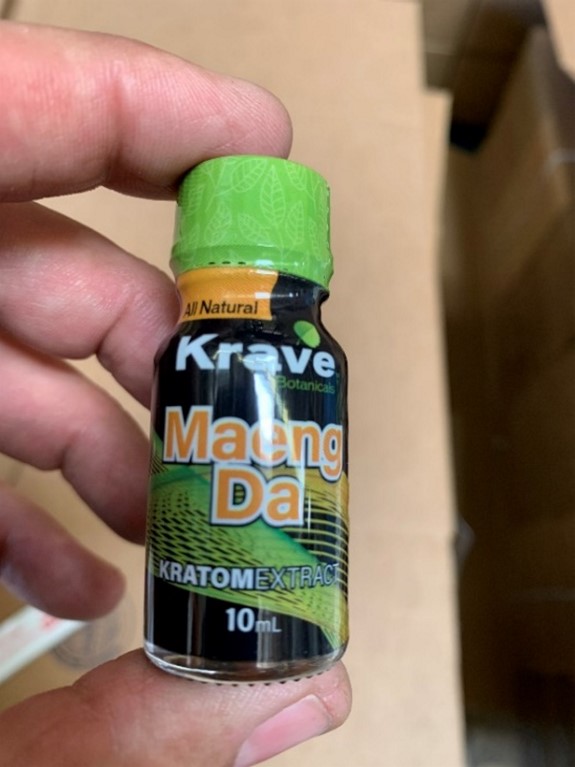 All Natural
Krave
Botanicals
Maeng
Da
KRATOMEXTRACT
10mL